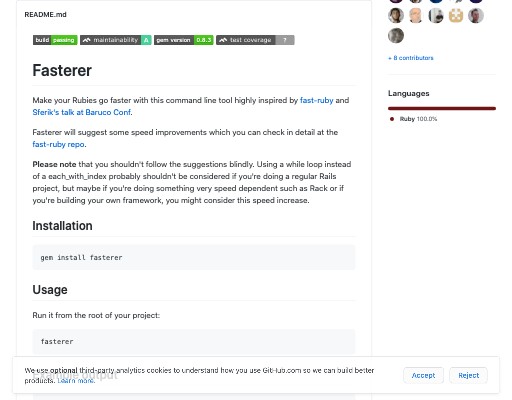 README.md
build passing maintainability A gem version 0.8.3 test coverage ?
Fasterer
Make your Rubies go faster with this command line tool highly inspired by fast-ruby and
Sferik's talk at Baruco Conf.
Fasterer will suggest some speed improvements which you can check in detail at the
fast-ruby repo.
Please note that you shouldn't follow the suggestions blindly. Using a while loop instead
of a each_with_index probably shouldn't be considered if you're doing a regular Rails
project, but maybe if you're doing something very speed dependent such as Rack or if
you're building your own framework, you might consider this speed increase.
Installation
gem install fasterer
Usage
Run it from the root of your project:
fasterer
Example output
+ 8 contributors
Languages
Ruby 100.0%
We use optional third-party analytics cookies to understand how you use GitHub.com so we can build better
products. Learn more.
Accept
Reject